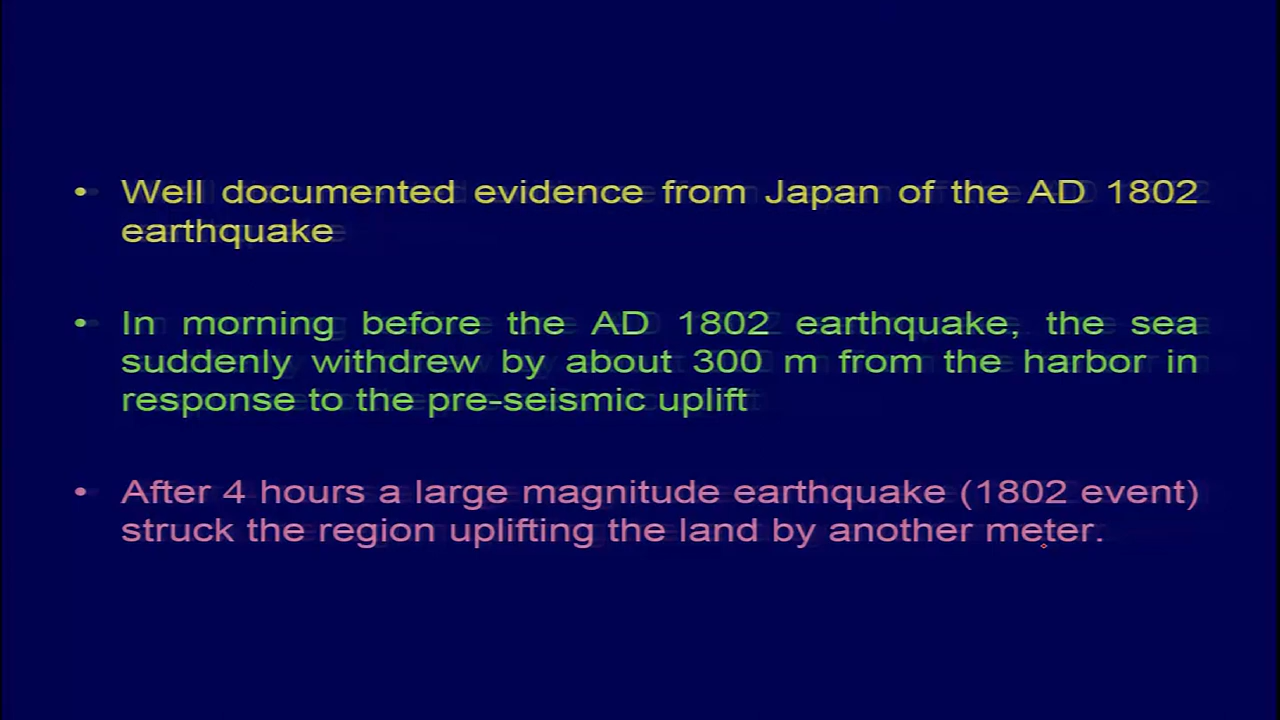 • Well documented evidence from Japan of the AD 1802
earthquake
• In morning before the AD 1802 earthquake, the sea
suddenly withdrew by about 300 m from the harbor in
response to the pre-seismic uplift
• After 4 hours a large magnitude earthquake (1802 event)
struck the region uplifting the land by another meter.